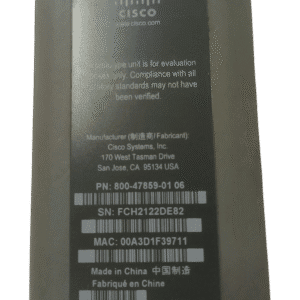 CISCO
www.cisco.com
unit is for evaluation
only. Compliance with all
standards may not have
been verified.
Manufacturer (制造商/Fabricant):
Cisco Systems, Inc.
170 West Tasman Drive
San Jose, CA 95134 USA
PN: 800-47859-01 06
SN: FCH2122DE82
MAC: 00A3D1F39711
Made in China 中国制造
Fabriqué en Chine